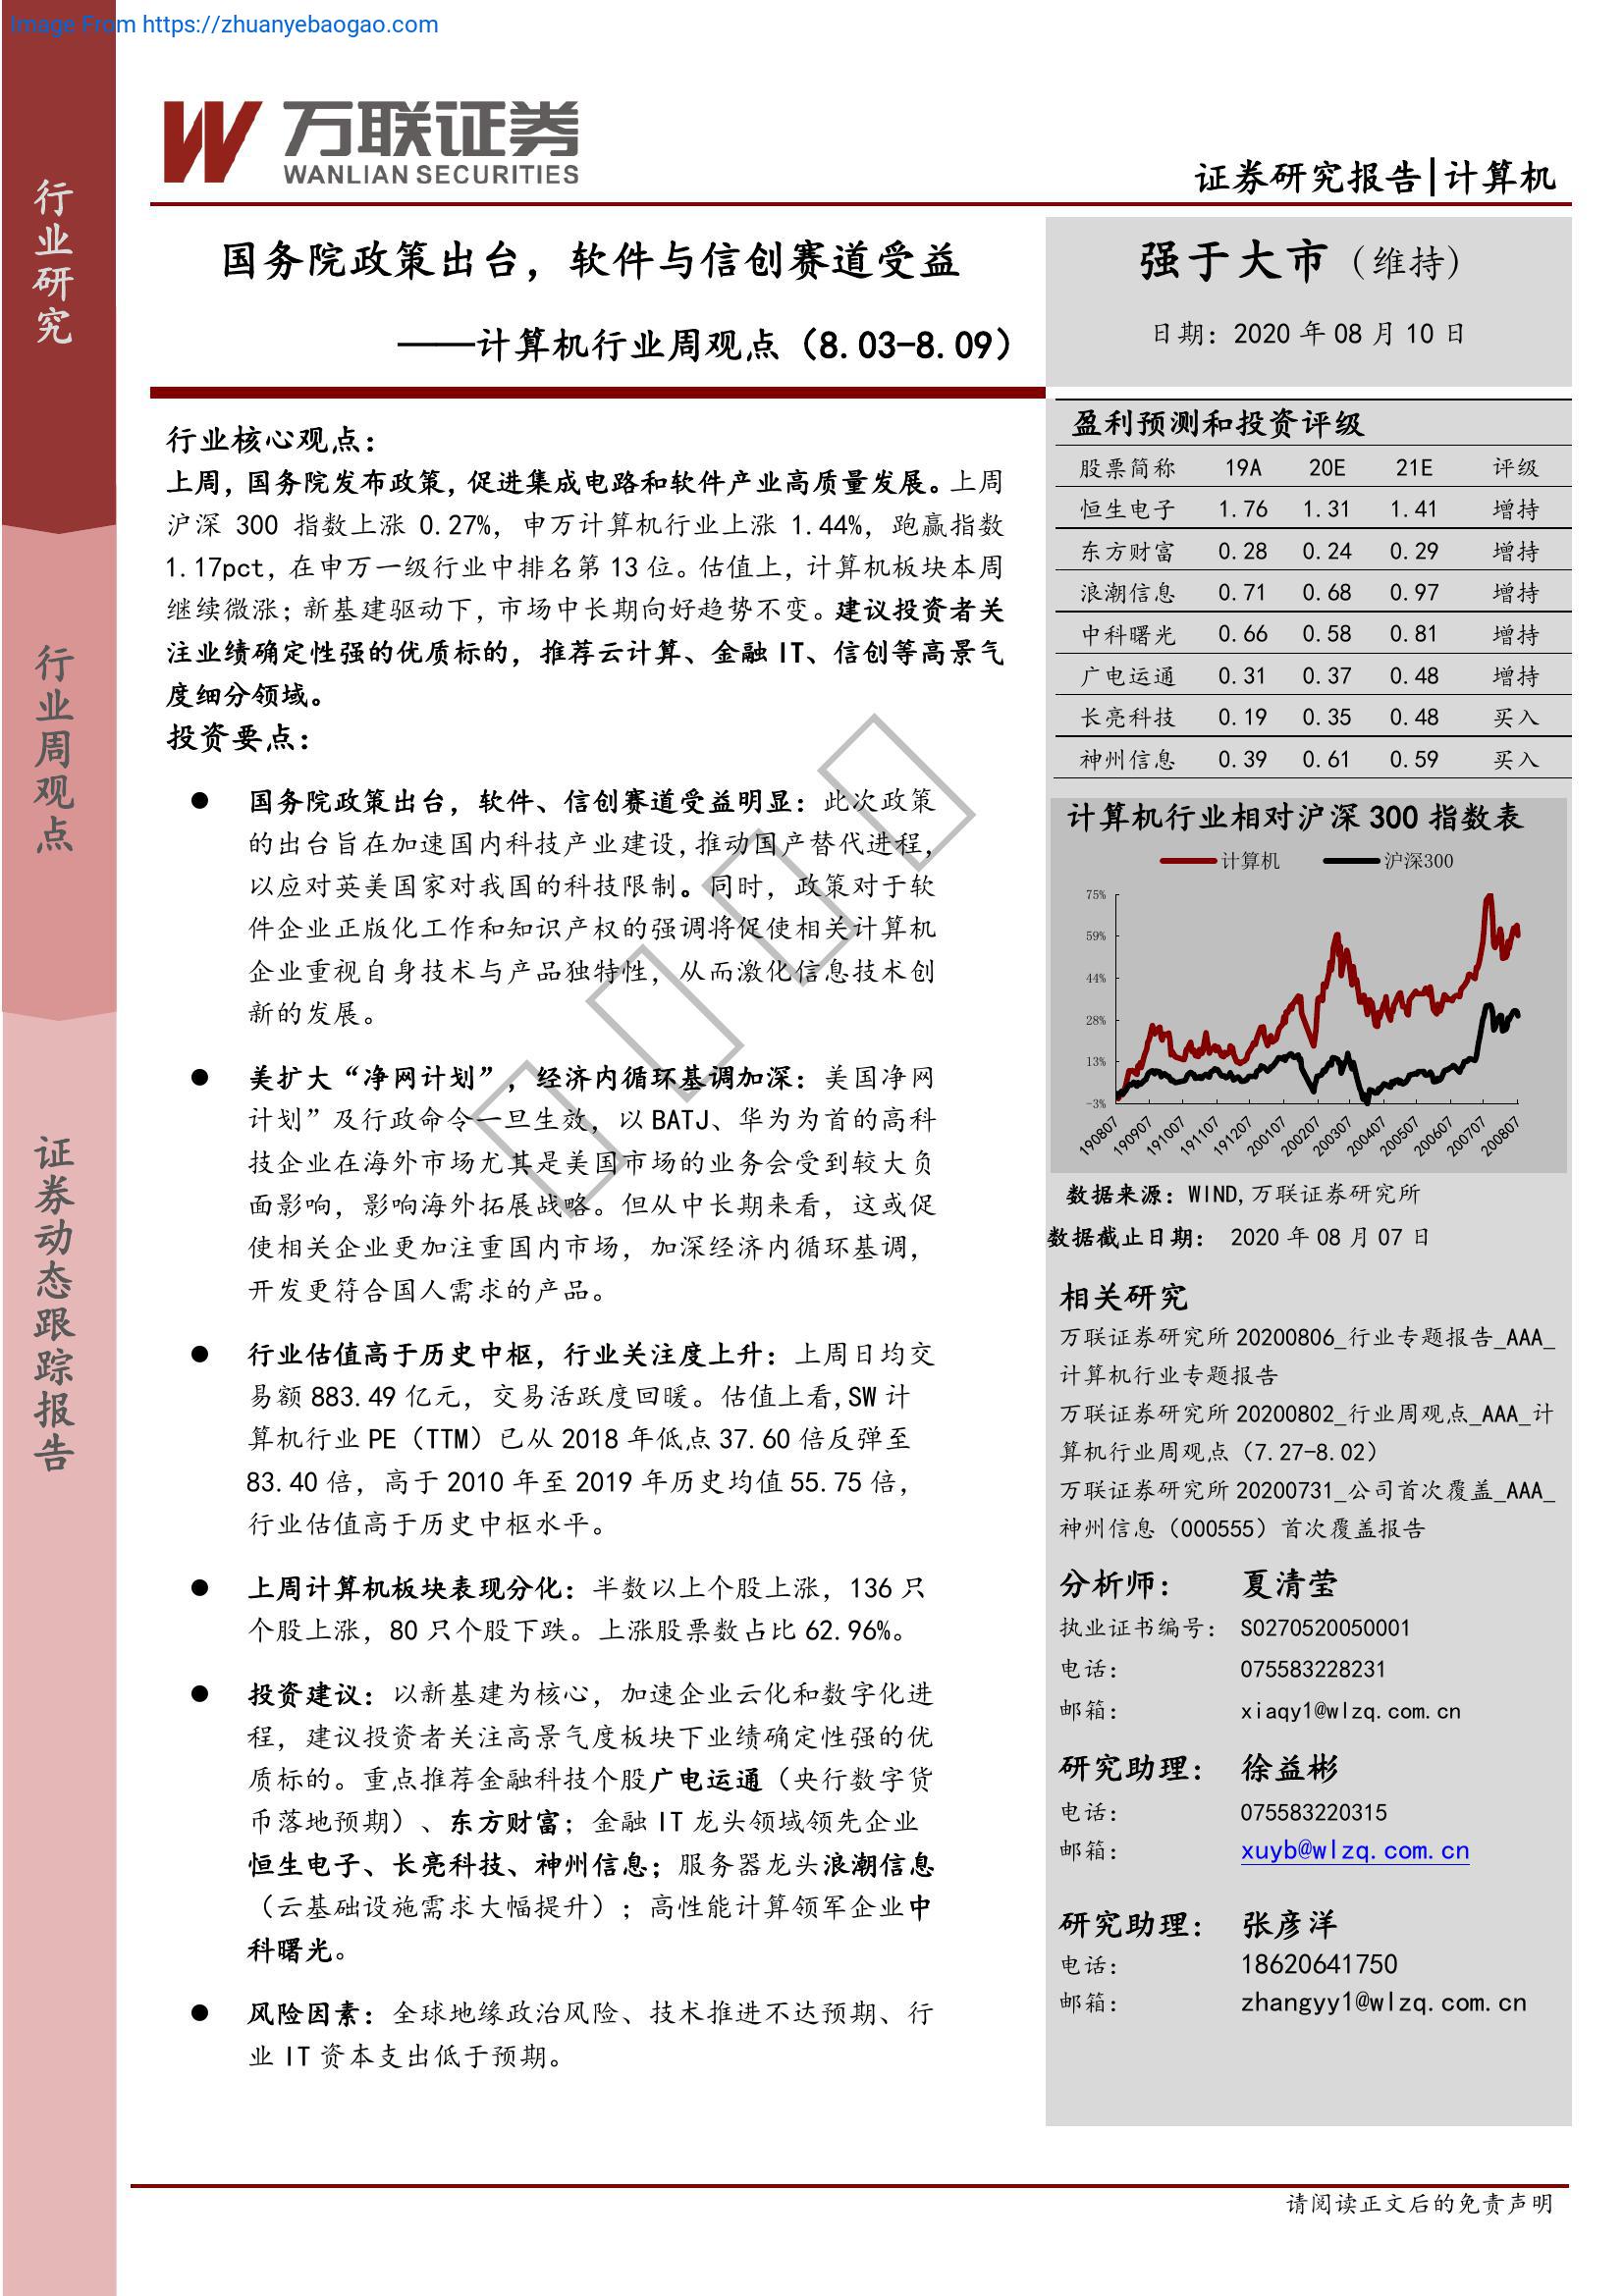 Image From https://zhuanyebaogao.com
万联证券
WANLIAN SECURITIES
证券研究报告|计算机
行业研究
行业周观点
证券动态跟踪报告
国务院政策出台，软件与信创赛道受益
——计算机行业周观点（8.03-8.09）
强于大市（维持）
日期：2020 年 08 月 10 日
行业核心观点：
上周，国务院发布政策，促进集成电路和软件产业高质量发展。上周
沪深 300 指数上涨 0.27%，申万计算机行业上涨 1.44%，跑赢指数
1.17pct，在申万一级行业中排名第 13 位。估值上，计算机板块本周
继续微涨；新基建驱动下，市场中长期向好趋势不变。建议投资者关
注业绩确定性强的优质标的，推荐云计算、金融 IT、信创等高景气
度细分领域。
投资要点：
● 国务院政策出台，软件、信创赛道受益明显：此次政策
的出台旨在加速国内科技产业建设，推动国产替代进程，
以应对英美国家对我国的科技限制。同时，政策对于软
件企业正版化工作和知识产权的强调将促使相关计算机
企业重视自身技术与产品独特性，从而激化信息技术创
新的发展。
● 美扩大“净网计划”，经济内循环基调加深：美国净网
计划”及行政命令一旦生效，以 BATJ、华为为首的高科
技企业在海外市场尤其是美国市场的业务会受到较大负
面影响，影响海外拓展战略。但从中长期来看，这或促
使相关企业更加注重国内市场，加深经济内循环基调，
开发更符合国人需求的产品。
● 行业估值高于历史中枢，行业关注度上升：上周日均交
易额 883.49 亿元，交易活跃度回暖。估值上看，SW 计
算机行业 PE（TTM）已从 2018 年低点 37.60 倍反弹至
83.40 倍，高于 2010 年至 2019 年历史均值 55.75 倍，
行业估值高于历史中枢水平。
● 上周计算机板块表现分化：半数以上个股上涨，136 只
个股上涨，80 只个股下跌。上涨股票数占比 62.96%。
● 投资建议：以新基建为核心，加速企业云化和数字化进
程，建议投资者关注高景气度板块下业绩确定性强的优
质标的。重点推荐金融科技个股广电运通（央行数字货
币落地预期）、东方财富；金融 IT 龙头领域领先企业
恒生电子、长亮科技、神州信息；服务器龙头浪潮信息
（云基础设施需求大幅提升）；高性能计算领军企业中
科曙光。
● 风险因素：全球地缘政治风险、技术推进不达预期、行
业 IT 资本支出低于预期。
盈利预测和投资评级
股票简称 19A 20E 21E 评级
恒生电子 1.76 1.31 1.41 增持
东方财富 0.28 0.24 0.29 增持
浪潮信息 0.71 0.68 0.97 增持
中科曙光 0.66 0.58 0.81 增持
广电运通 0.31 0.37 0.48 增持
长亮科技 0.19 0.35 0.48 买入
神州信息 0.39 0.61 0.59 买入
计算机行业相对沪深 300 指数表
计算机 沪深300
75%
59%
44%
28%
13%
-3%
190807 190907 191007 191107 191207 200107 200207 200307 200407 200507 200607 200707 200807
数据来源：WIND,万联证券研究所
数据截止日期： 2020 年 08 月 07 日
相关研究
万联证券研究所 20200806_行业专题报告_AAA_
计算机行业专题报告
万联证券研究所 20200802_行业周观点_AAA_计
算机行业周观点（7.27-8.02）
万联证券研究所 20200731_公司首次覆盖_AAA_
神州信息（000555）首次覆盖报告
分析师： 夏清莹
执业证书编号： S0270520050001
电话： 075583228231
邮箱： xiaqy1@wlzq.com.cn
研究助理： 徐益彬
电话： 075583220315
邮箱： xuyb@wlzq.com.cn
研究助理： 张彦洋
电话： 18620641750
邮箱： zhangyy1@wlzq.com.cn
请阅读正文后的免责声明